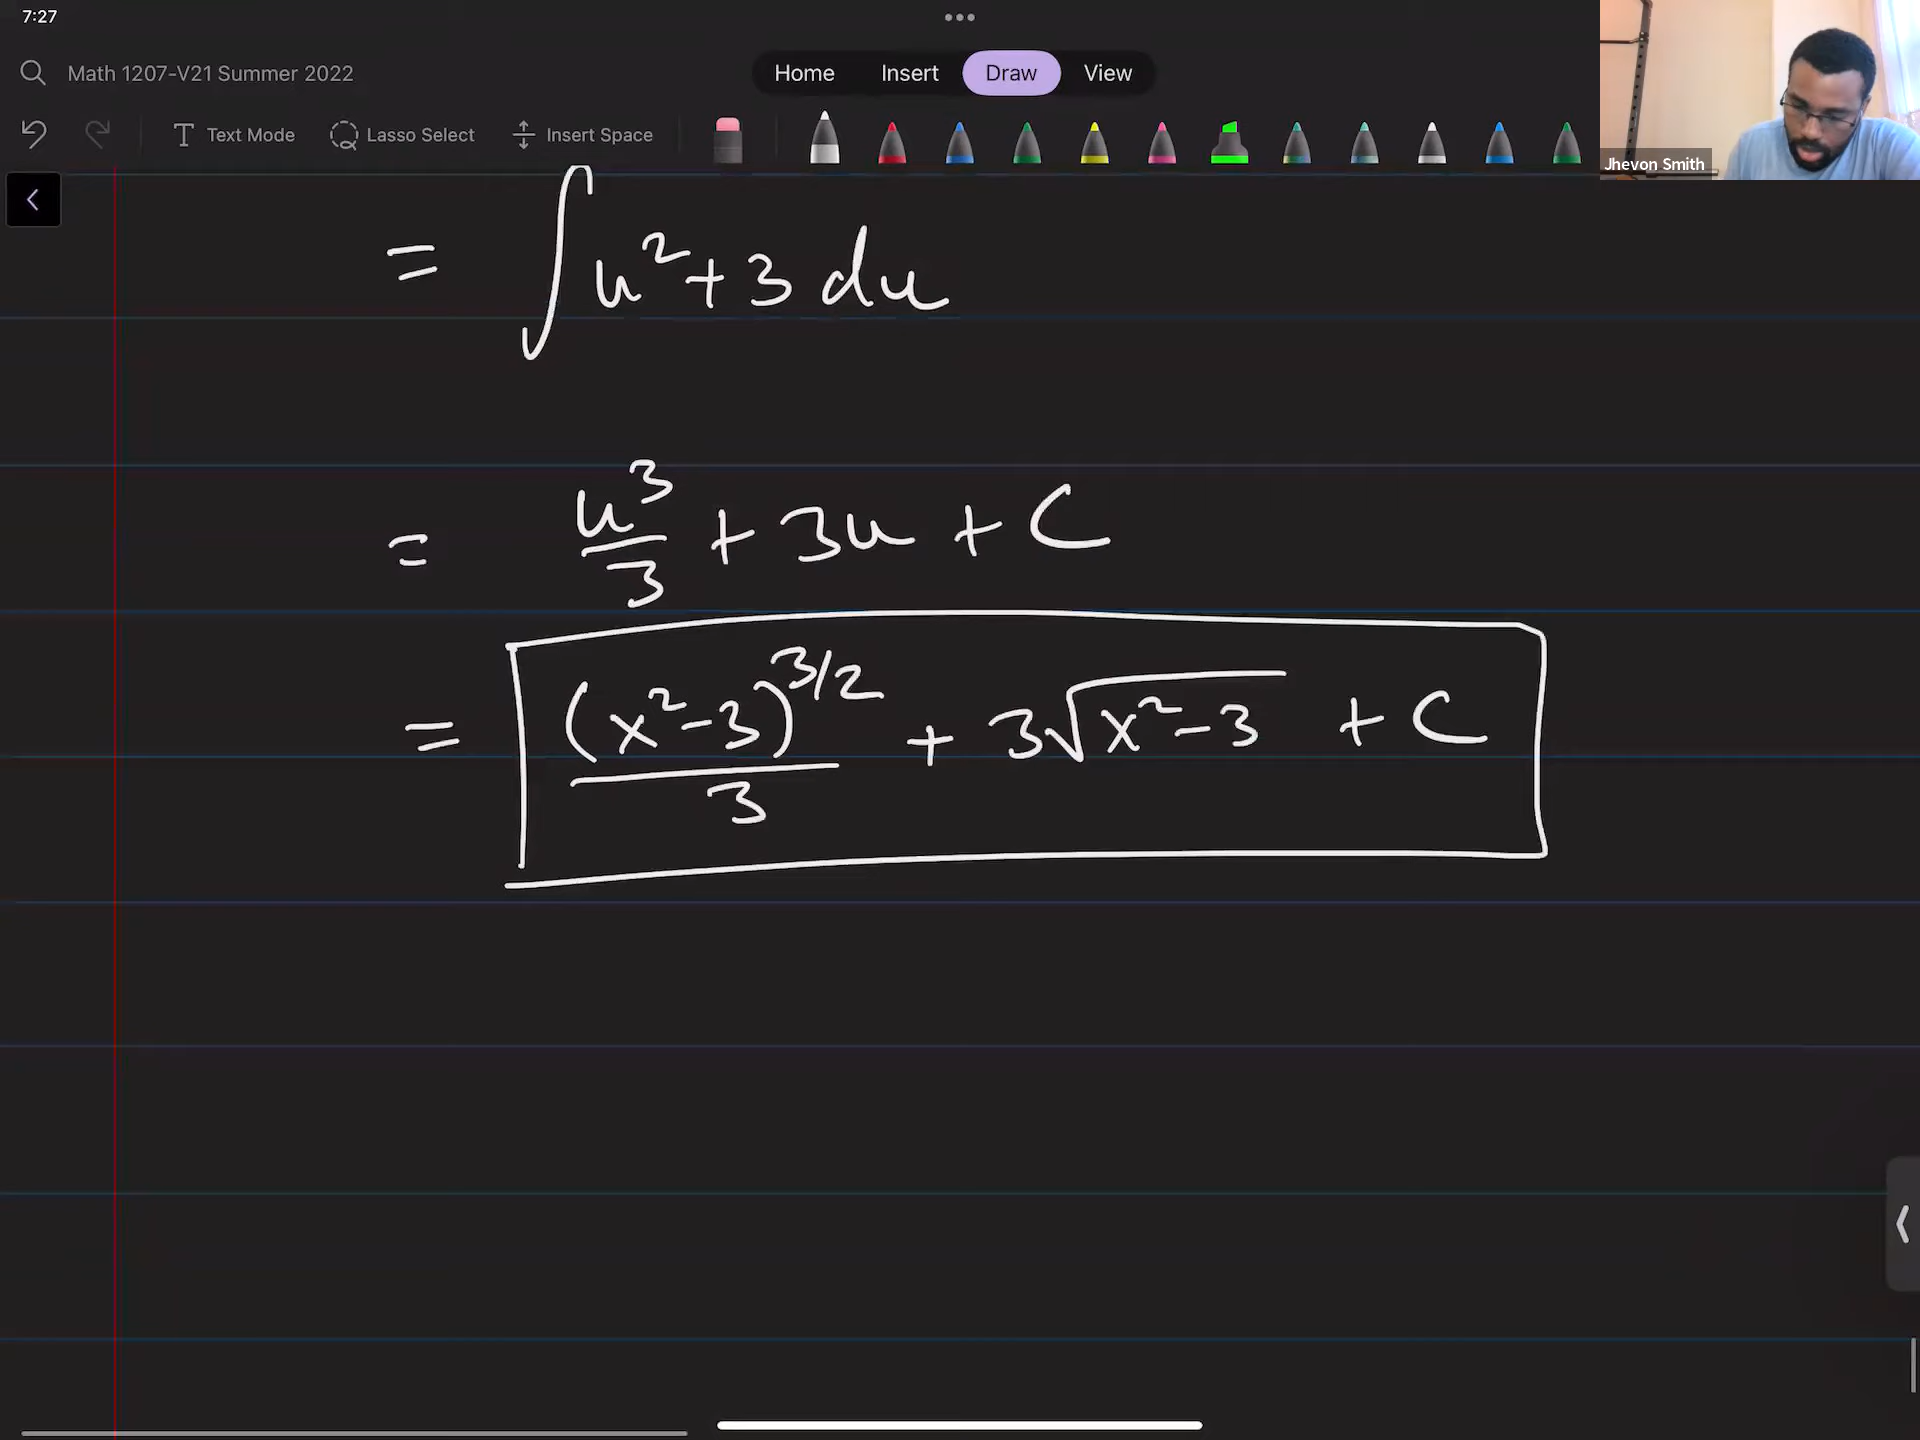 7:27
Math 1207-V21 Summer 2022
Home Insert Draw View
Text Mode Lasso Select Insert Space
Jhevon Smith
= ∫ u² + 3 du
= u³/3 + 3u + C
= (x²-3)^(3/2)/3 + 3√(x²-3) + C